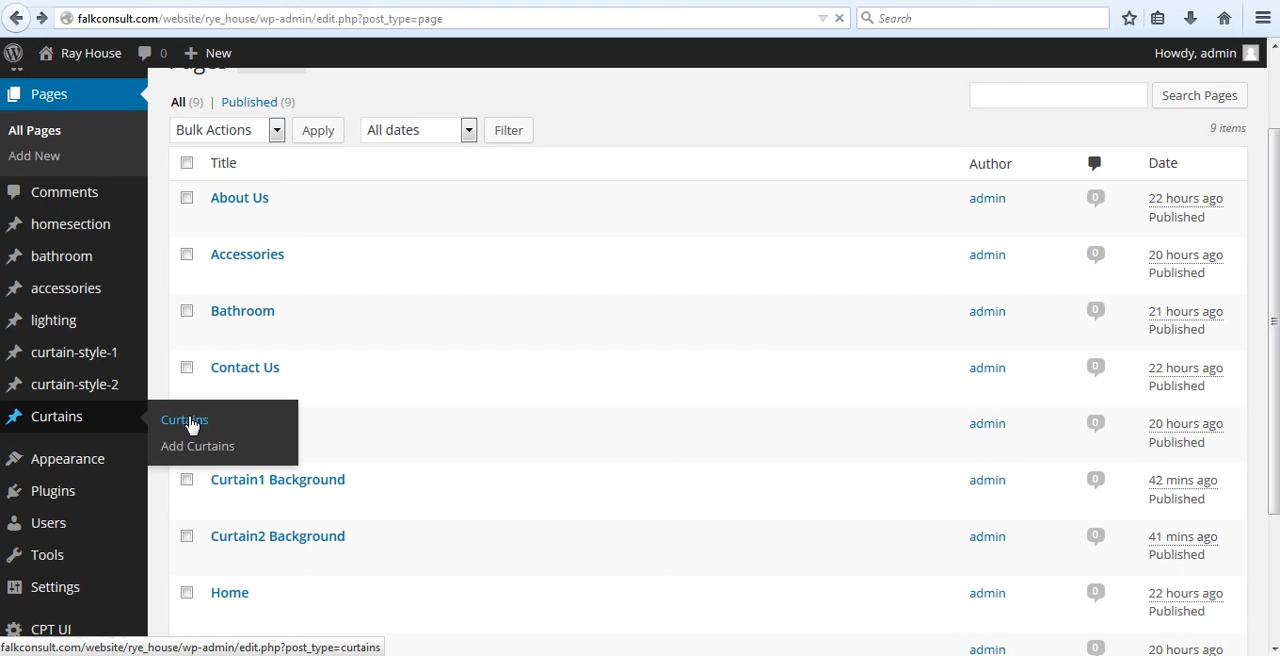 falkconsult.com/website/rye_house/wp-admin/edit.php?post_type=page
Search
Ray House
0
New
Howdy, admin
Pages
All Pages
Add New
Comments
homesection
bathroom
accessories
lighting
curtain-style-1
curtain-style-2
Curtains
Curtains
Add Curtains
Appearance
Plugins
Users
Tools
Settings
CPT UI
Pages
All (9) | Published (9)
Search Pages
Bulk Actions
Apply
All dates
Filter
9 items
Title
Author
Date
About Us
admin
0
22 hours ago
Published
Accessories
admin
0
20 hours ago
Published
Bathroom
admin
0
21 hours ago
Published
Contact Us
admin
0
22 hours ago
Published
admin
0
20 hours ago
Published
Curtain1 Background
admin
0
42 mins ago
Published
Curtain2 Background
admin
0
41 mins ago
Published
Home
admin
0
22 hours ago
Published
admin
0
20 hours ago
falkconsult.com/website/rye_house/wp-admin/edit.php?post_type=curtains